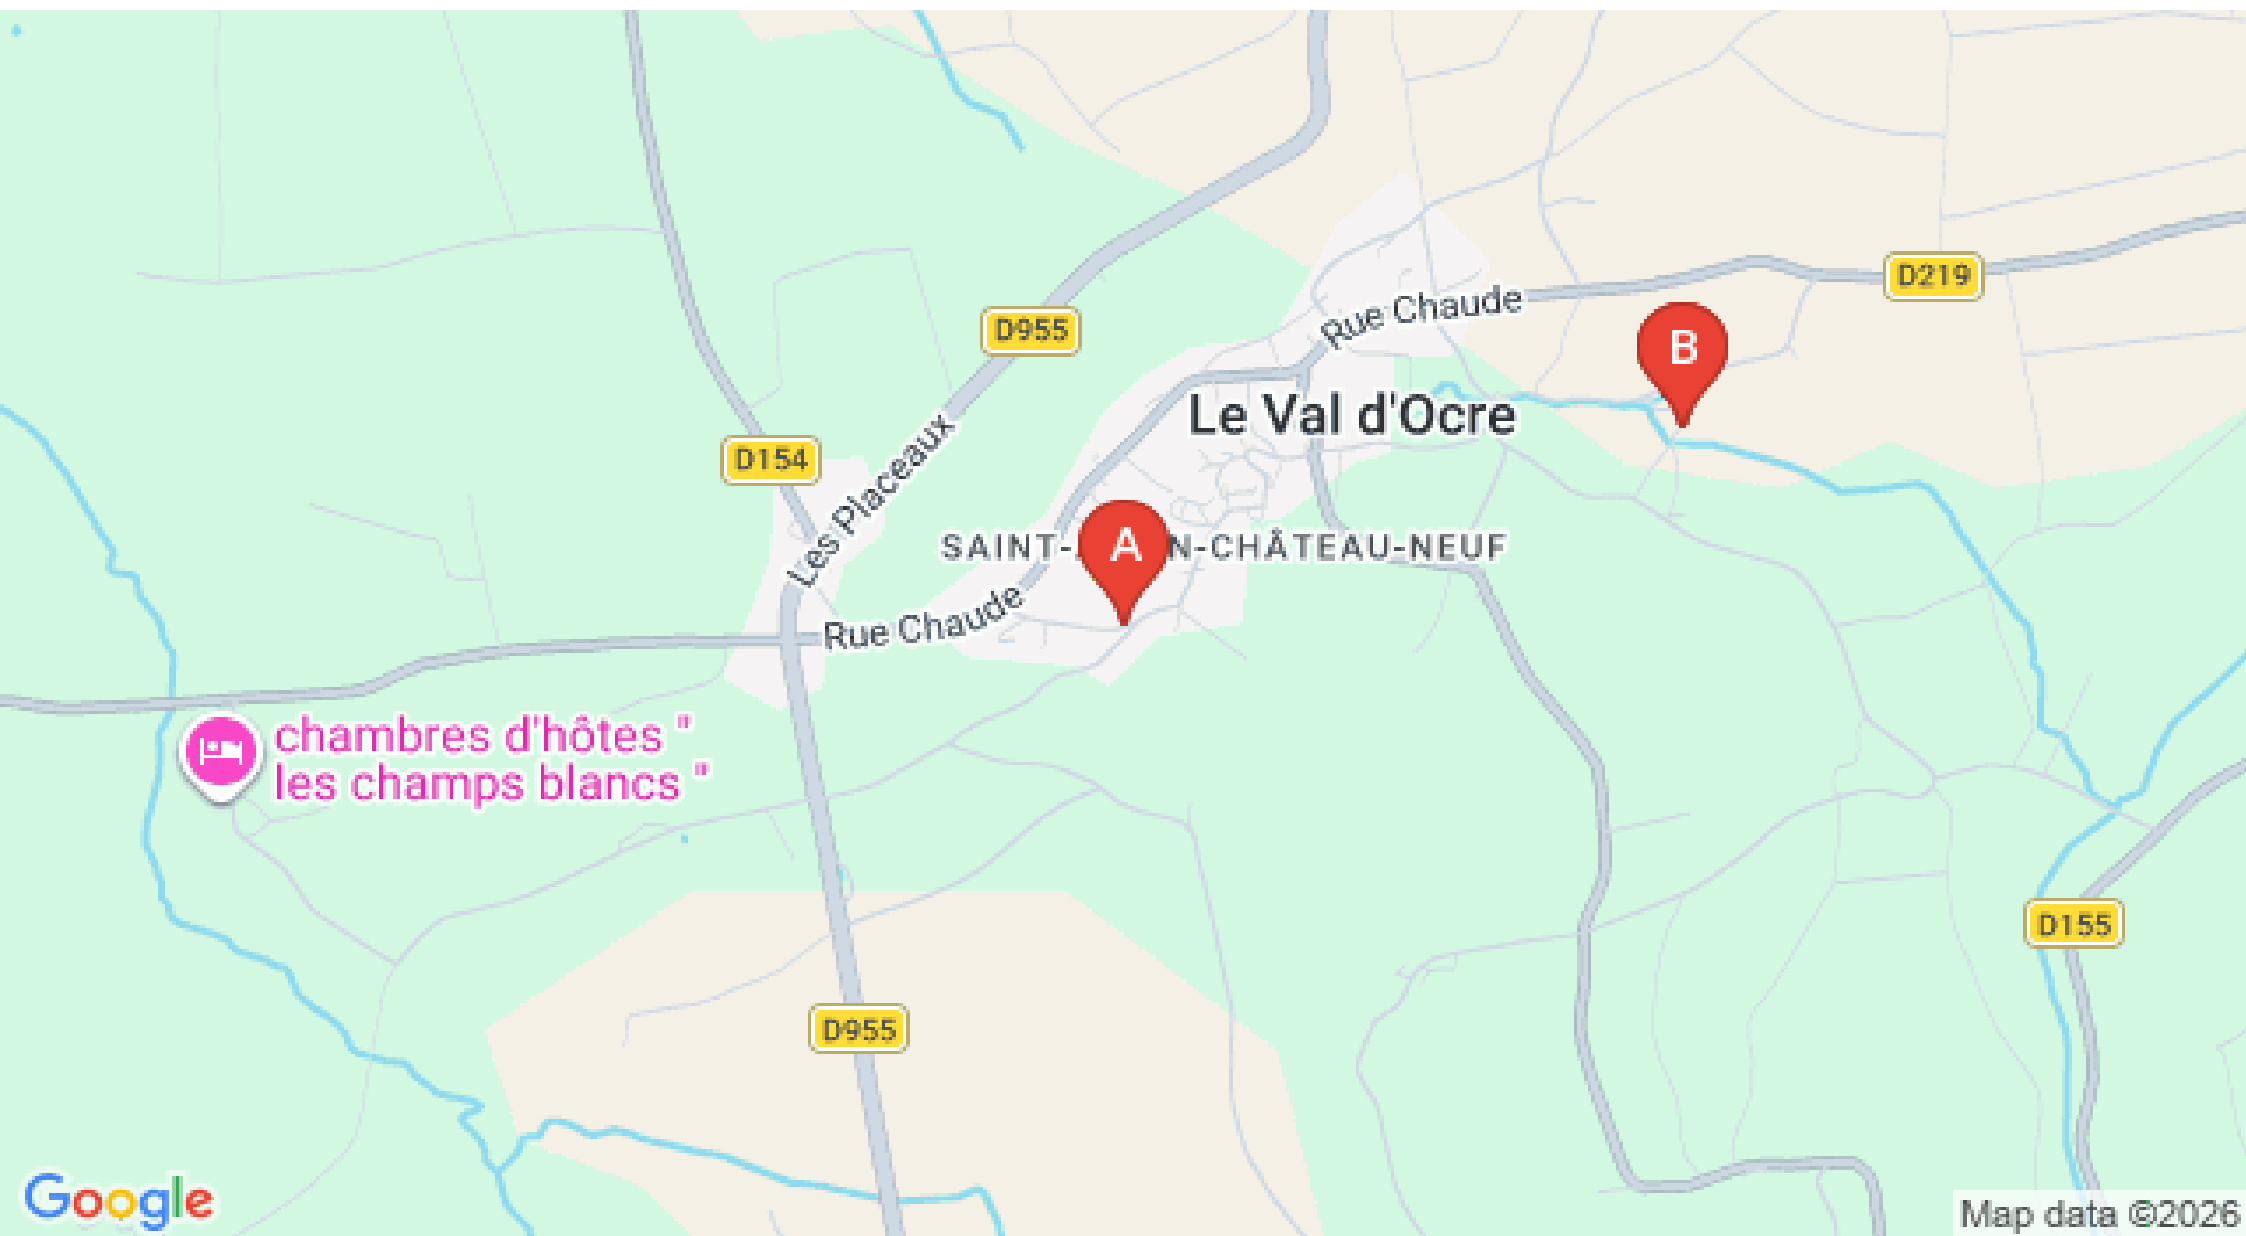 D219
Rue Chaude
D955
B
Le Val d'Ocre
D154
Les Placeaux
SAINT-
A
N-CHÂTEAU-NEUF
Rue Chaude
chambres d'hôtes "
les champs blancs "
D155
D955
Google
Map data ©2026